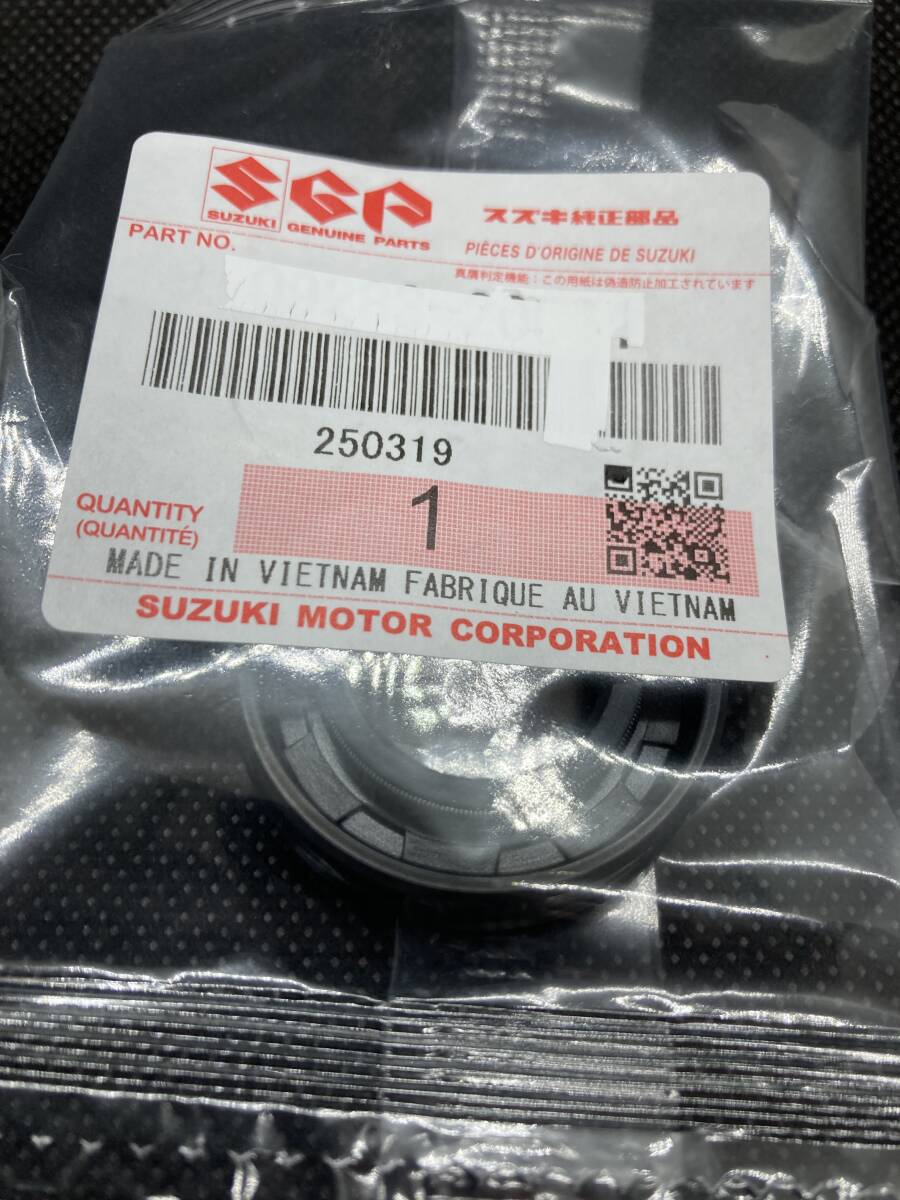 SUZUKI
SGP
GENUINE PARTS
スズキ純正部品
PART NO.
PIÈCES D'ORIGINE DE SUZUKI
真贋判定機能：この用紙は偽造防止加工されています
250319
QUANTITY
(QUANTITÉ)
1
MADE IN VIETNAM FABRIQUE AU VIETNAM
SUZUKI MOTOR CORPORATION